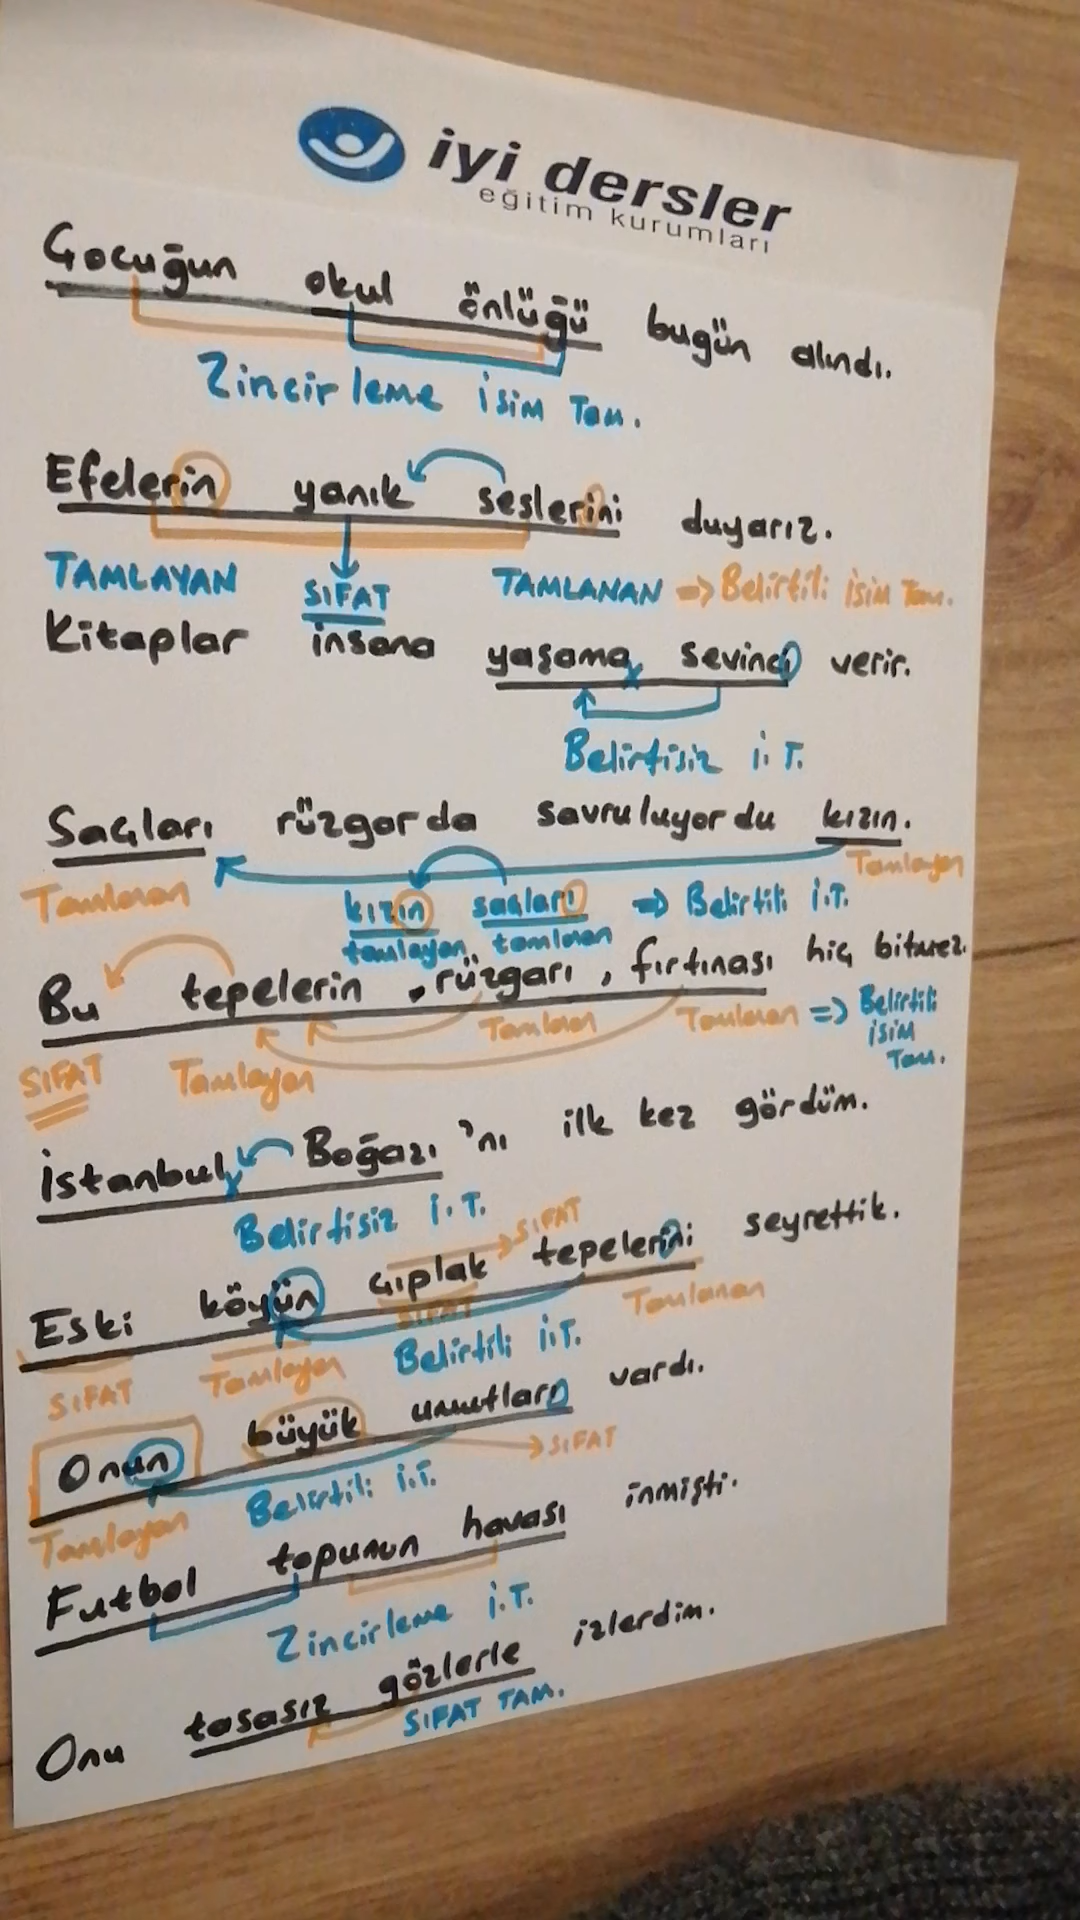 iyi dersler
eğitim kurumları
Çocuğun okul önlüğü bugün alındı.
Zincirleme isim Tam.
Efelerin yanık seslerini duyarız.
TAMLAYAN SIFAT TAMLANAN => Belirtili isim Tam.
Kitaplar insana yaşama sevinci verir.
Belirtisiz i.T.
Saçları rüzgarda savruluyordu kızın.
Tamlanan Tamlayan
kızın saçları => Belirtili i.T.
tamlayan tamlanan
Bu tepelerin, rüzgarı, fırtınası hiç bitmez.
SIFAT Tamlayan Tamlanan Tamlanan => Belirtili isim Tam.
İstanbul Boğazı'nı ilk kez gördüm.
Belirtisiz i.T.
SIFAT
Eski köyün çıplak tepelerini seyrettik.
SIFAT Tamlayan SIFAT Belirtili i.T. Tamlanan
Onun büyük umutları vardı.
Tamlayan Belirtili i.T. SIFAT
Futbol topunun havası inmişti.
Zincirleme i.T.
Onu tasasız gözlerle izlerdim.
SIFAT TAM.